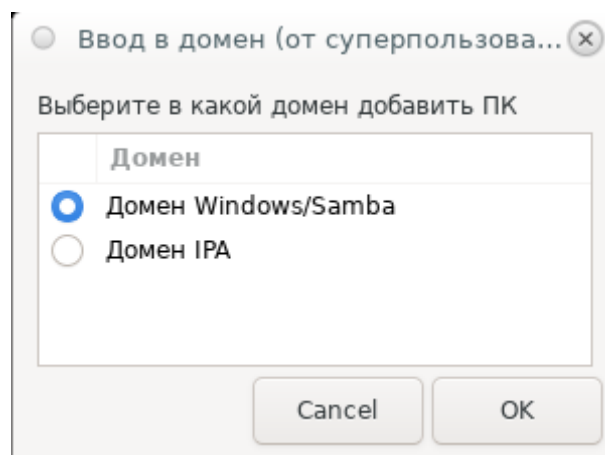 Ввод в домен (от суперпользова...
Выберите в какой домен добавить ПК
Домен
Домен Windows/Samba
Домен IPA
Cancel OK